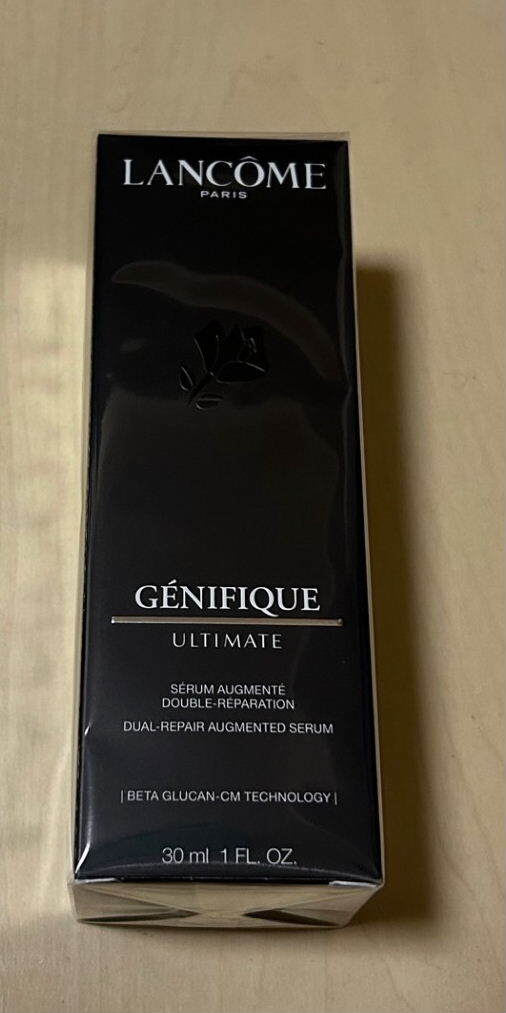 LANCÔME
PARIS
GÉNIFIQUE
ULTIMATE
SÉRUM AUGMENTÉ
DOUBLE-RÉPARATION
DUAL-REPAIR AUGMENTED SERUM
| BETA GLUCAN-CM TECHNOLOGY |
30 ml 1 FL. OZ.